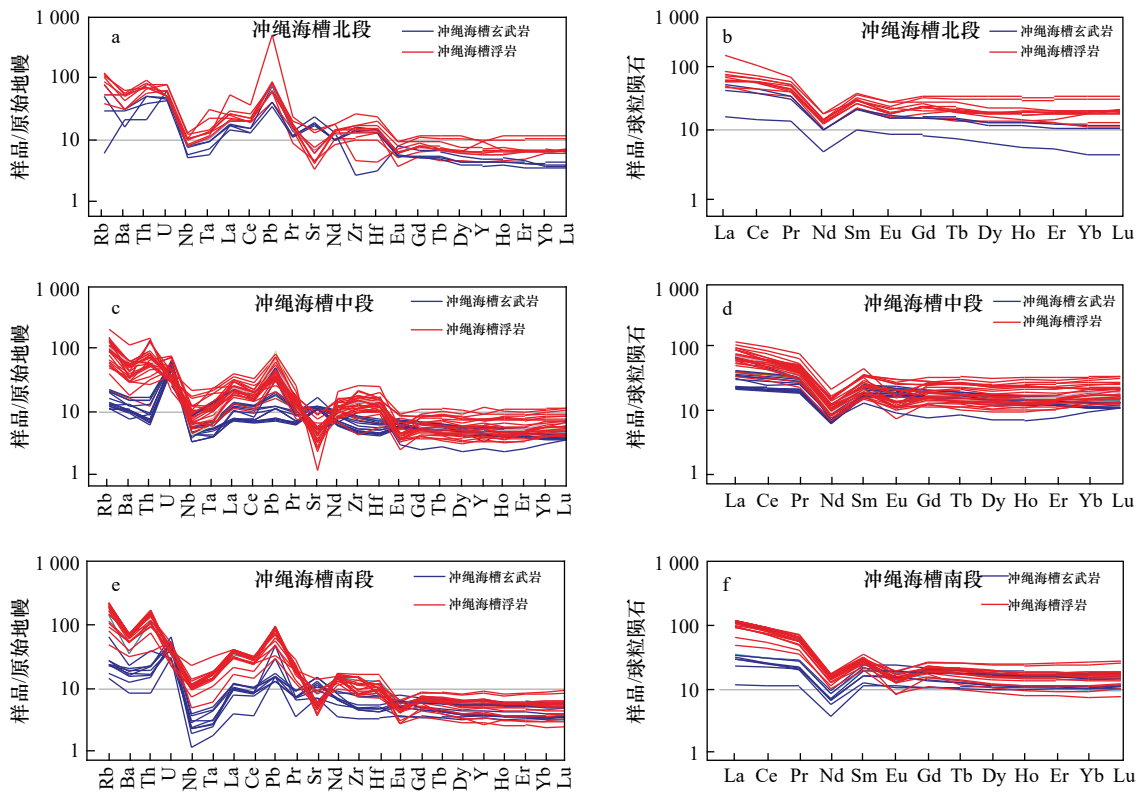 1 000
100
10
1
样品/原始地幔
a
冲绳海槽北段
冲绳海槽玄武岩
冲绳海槽浮岩
Rb Ba Th U Nb Ta La Ce Pb Pr Sr Nd Zr Hf Eu Gd Tb Dy Y Ho Er Yb Lu
1 000
100
10
1
样品/球粒陨石
b
冲绳海槽北段
冲绳海槽玄武岩
冲绳海槽浮岩
La Ce Pr Nd Sm Eu Gd Tb Dy Ho Er Yb Lu
1 000
100
10
1
样品/原始地幔
c
冲绳海槽中段
冲绳海槽玄武岩
冲绳海槽浮岩
Rb Ba Th U Nb Ta La Ce Pb Pr Sr Nd Zr Hf Eu Gd Tb Dy Y Ho Er Yb Lu
1 000
100
10
1
样品/球粒陨石
d
冲绳海槽中段
冲绳海槽玄武岩
冲绳海槽浮岩
La Ce Pr Nd Sm Eu Gd Tb Dy Ho Er Yb Lu
1 000
100
10
1
样品/原始地幔
e
冲绳海槽南段
冲绳海槽玄武岩
冲绳海槽浮岩
Rb Ba Th U Nb Ta La Ce Pb Pr Sr Nd Zr Hf Eu Gd Tb Dy Y Ho Er Yb Lu
1 000
100
10
1
样品/球粒陨石
f
冲绳海槽南段
冲绳海槽玄武岩
冲绳海槽浮岩
La Ce Pr Nd Sm Eu Gd Tb Dy Ho Er Yb Lu